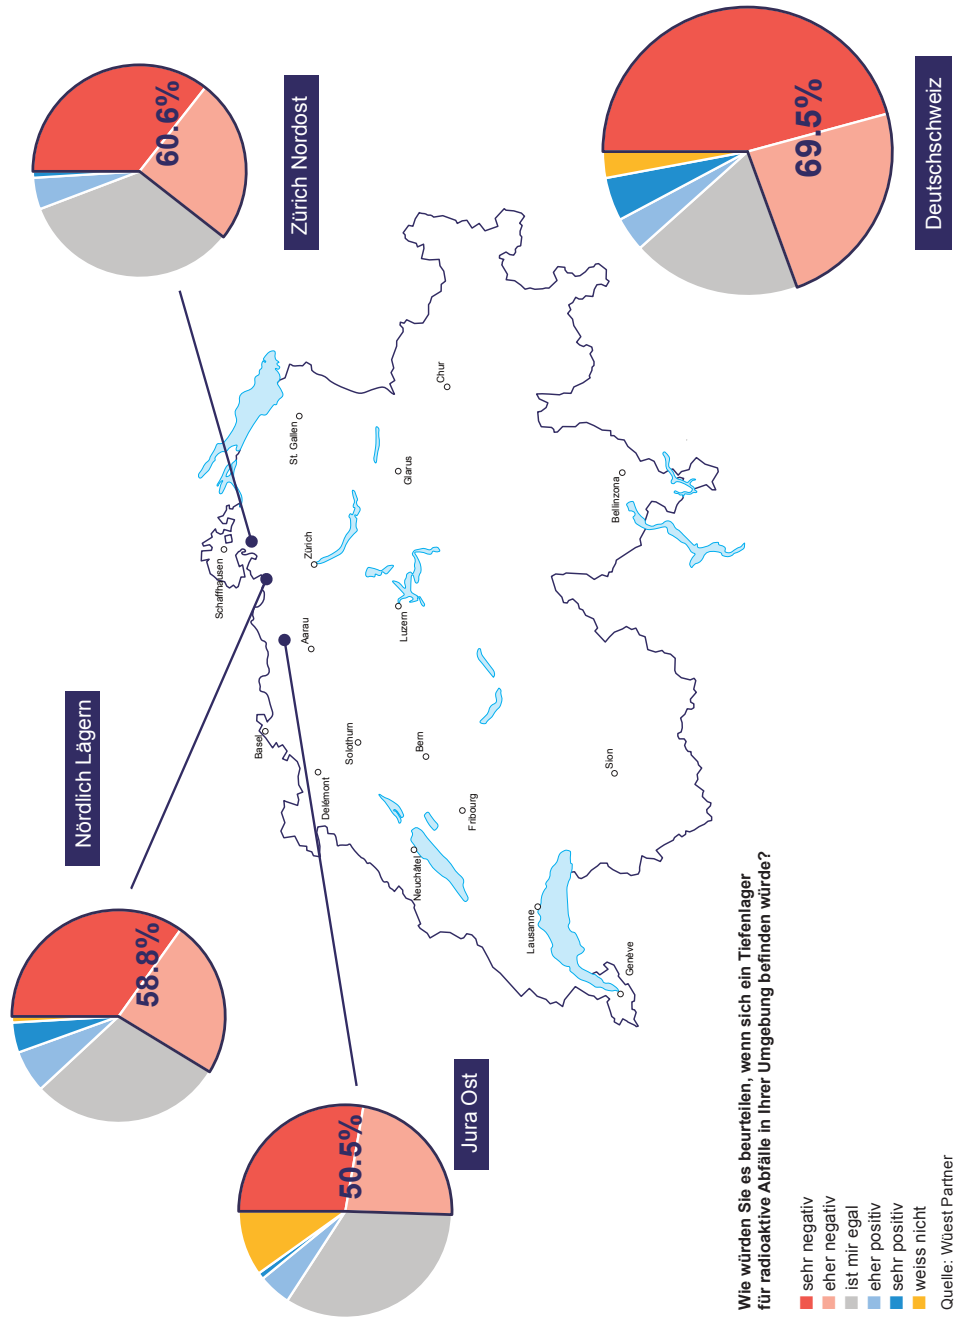 Nördlich Lägern
58.8%
Jura Ost
50.5%
Zürich Nordost
60.6%
Deutschschweiz
69.5%
Schaffhausen
Basel
Aarau
Zürich
St. Gallen
Delémont
Solothurn
Luzern
Glarus
Neuchâtel
Bern
Fribourg
Chur
Lausanne
Genève
Sion
Bellinzona
Wie würden Sie es beurteilen, wenn sich ein Tiefenlager
für radioaktive Abfälle in Ihrer Umgebung befinden würde?
sehr negativ
eher negativ
ist mir egal
eher positiv
sehr positiv
weiss nicht
Quelle: Wüest Partner